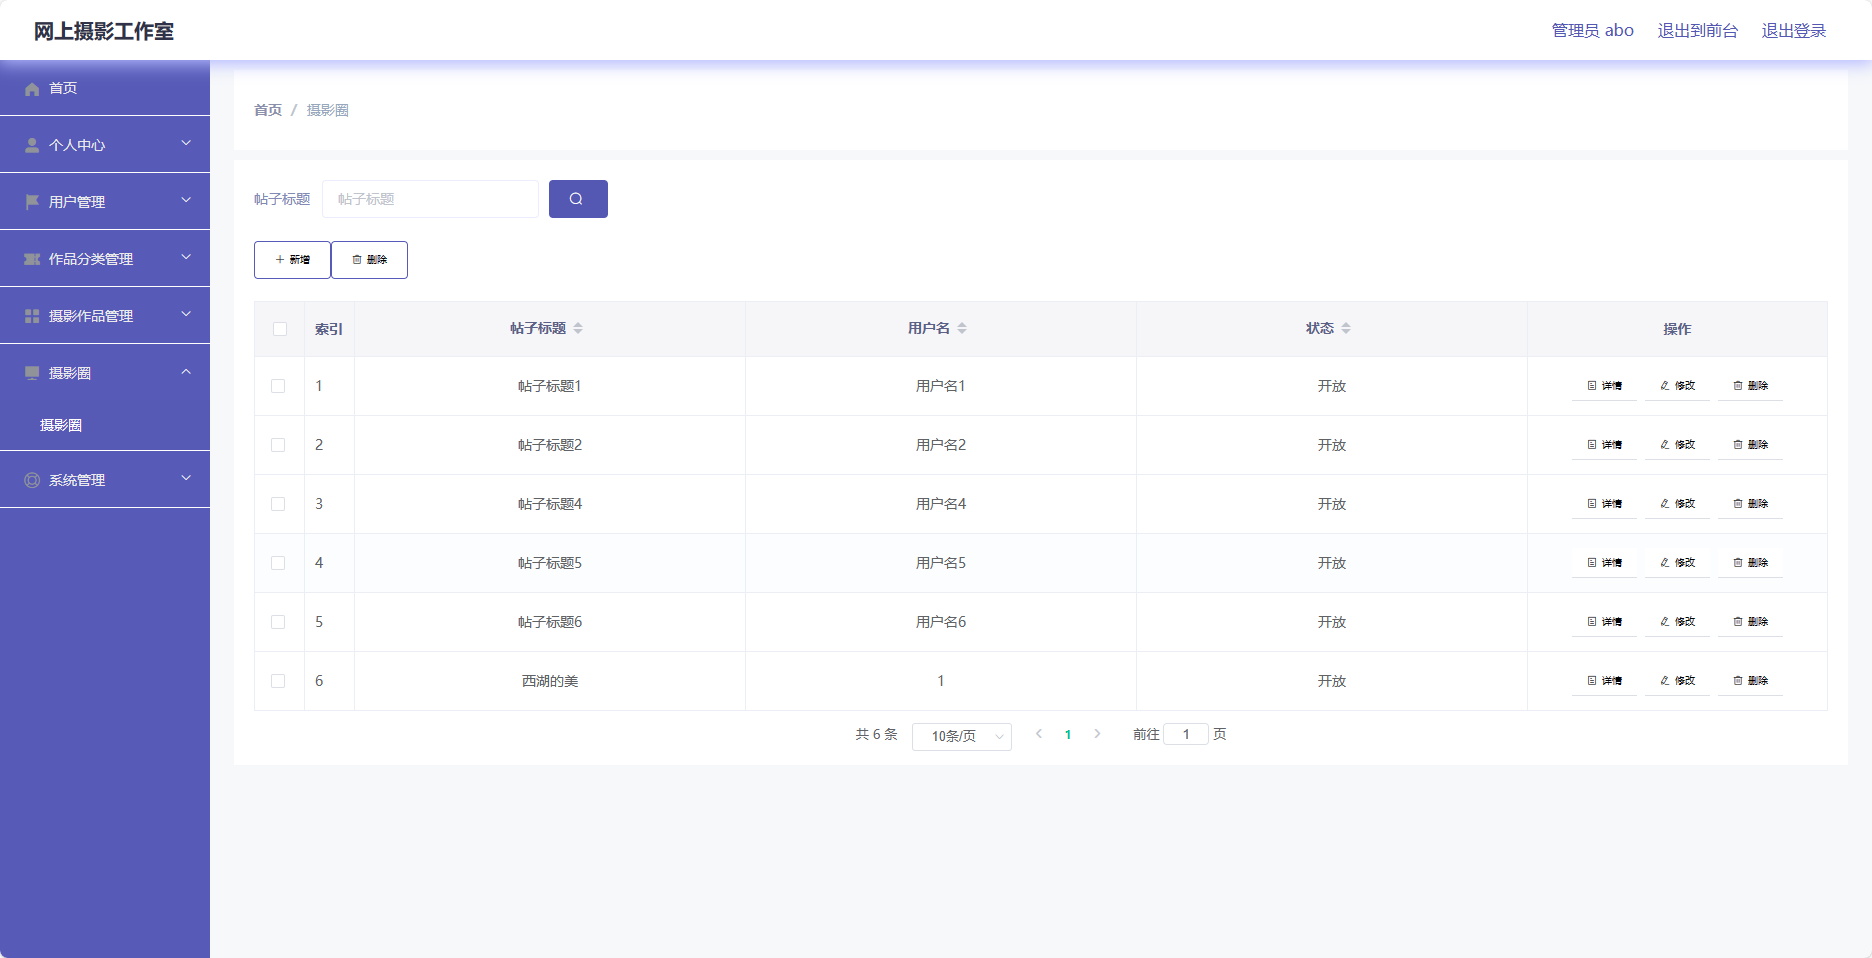 网上摄影工作室
管理员 abo 退出到前台 退出登录
首页
个人中心
用户管理
作品分类管理
摄影作品管理
摄影圈
摄影圈
系统管理
首页 / 摄影圈
帖子标题 帖子标题
新增 删除
索引 帖子标题 用户名 状态 操作
1 帖子标题1 用户名1 开放 详情 修改 删除
2 帖子标题2 用户名2 开放 详情 修改 删除
3 帖子标题4 用户名4 开放 详情 修改 删除
4 帖子标题5 用户名5 开放 详情 修改 删除
5 帖子标题6 用户名6 开放 详情 修改 删除
6 西湖的美 1 开放 详情 修改 删除
共 6 条 10条/页 1 前往 1 页